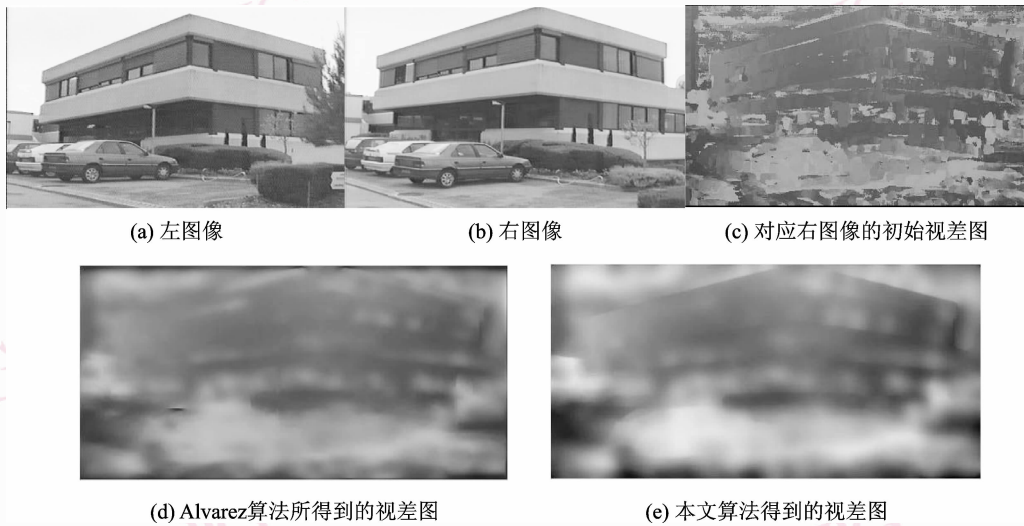 (a) 左图像
(b) 右图像
(c) 对应右图像的初始视差图
(d) Alvarez算法所得到的视差图
(e) 本文算法得到的视差图